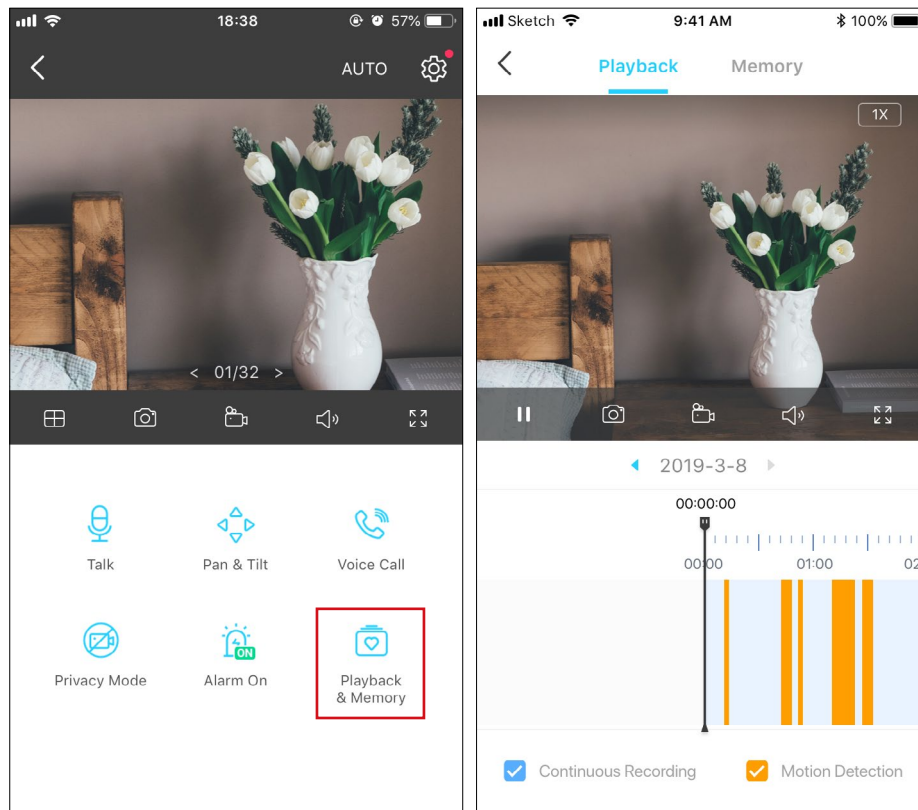 18:38
57%
AUTO
< 01/32 >
Talk
Pan & Tilt
Voice Call
ON
Privacy Mode
Alarm On
Playback
& Memory
Sketch
9:41 AM
100%
Playback
Memory
1X
2019-3-8
00:00:00
00:00
01:00
02
Continuous Recording
Motion Detection